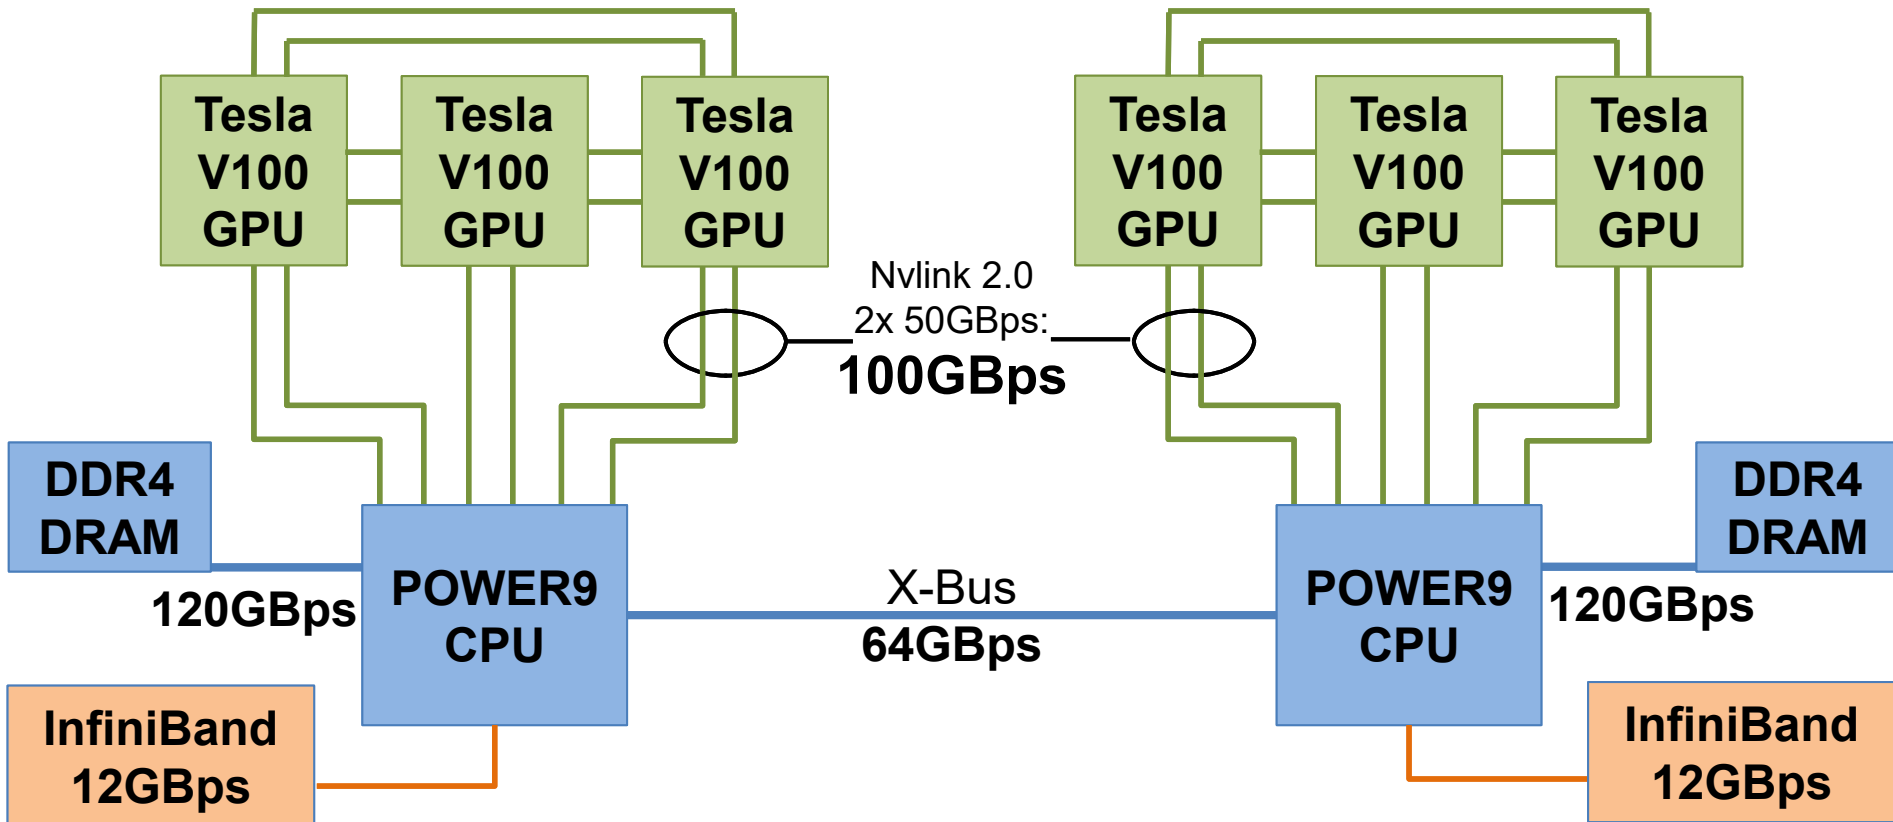 Tesla
V100
GPU
Tesla
V100
GPU
Tesla
V100
GPU
Tesla
V100
GPU
Tesla
V100
GPU
Tesla
V100
GPU
Nvlink 2.0
2x 50GBps:
100GBps
DDR4
DRAM
120GBps
POWER9
CPU
X-Bus
64GBps
POWER9
CPU
DDR4
DRAM
120GBps
InfiniBand
12GBps
InfiniBand
12GBps